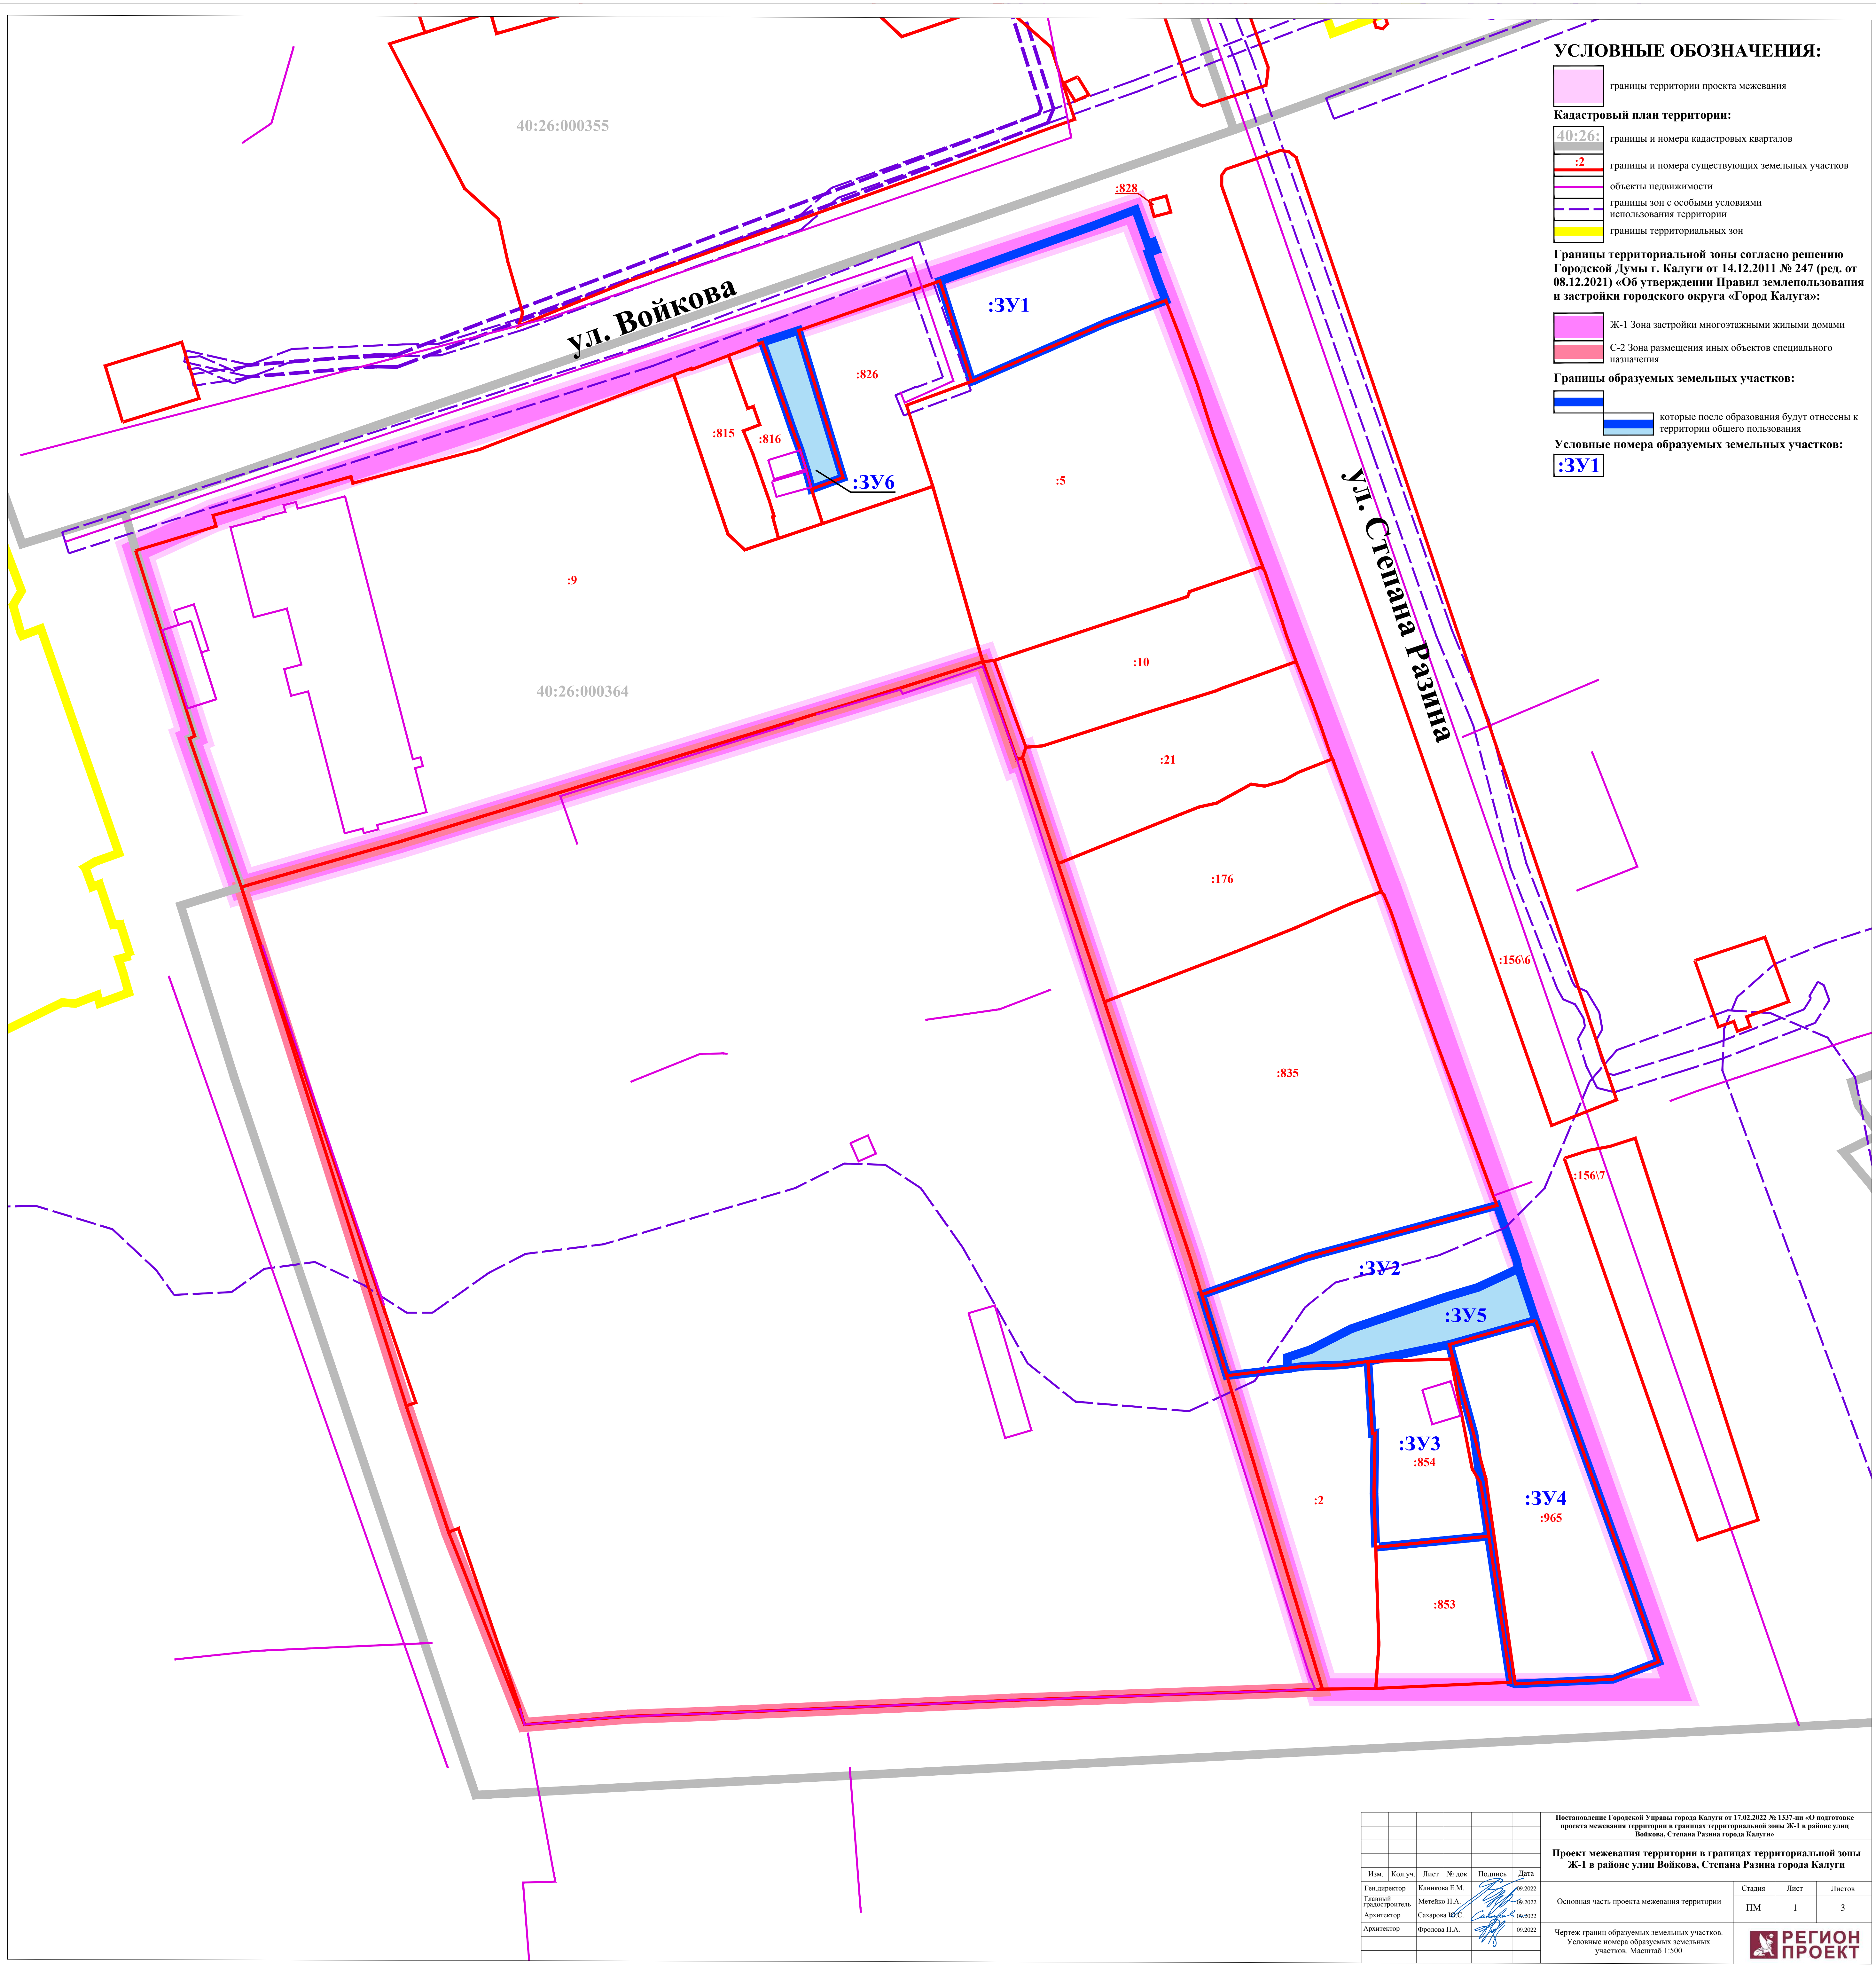 УСЛОВНЫЕ ОБОЗНАЧЕНИЯ:
границы территории проекта межевания
Кадастровый план территории:
40:26:
границы и номера кадастровых кварталов
:2
границы и номера существующих земельных участков
объекты недвижимости
границы зон с особыми условиями
использования территории
границы территориальных зон
Границы территориальной зоны согласно решению
Городской Думы г. Калуги от 14.12.2011 № 247 (ред. от
08.12.2021) «Об утверждении Правил землепользования
и застройки городского округа «Город Калуга»:
Ж-1 Зона застройки многоэтажными жилыми домами
С-2 Зона размещения иных объектов специального
назначения
Границы образуемых земельных участков:
которые после образования будут отнесены к
территории общего пользования
Условные номера образуемых земельных участков:
:ЗУ1
40:26:000355
:828
ул. Войкова
:ЗУ1
:826
:815
:816
:ЗУ6
:5
ул. Степана Разина
:9
:10
40:26:000364
:21
:176
:156\6
:835
:156\7
:ЗУ2
:ЗУ5
:ЗУ3
:854
:2
:ЗУ4
:965
:853
Постановление Городской Управы города Калуги от 17.02.2022 № 1337-пи «О подготовке
проекта межевания территории в границах территориальной зоны Ж-1 в районе улиц
Войкова, Степана Разина города Калуги»
Проект межевания территории в границах территориальной зоны
Ж-1 в районе улиц Войкова, Степана Разина города Калуги
Изм. Кол.уч. Лист № док Подпись Дата
Ген.директор Клинкова Е.М. 09.2022
Главный
градостроитель Метейко Н.А. 09.2022
Архитектор Сахарова Ю.С. 09.2022
Архитектор Фролова П.А. 09.2022
Основная часть проекта межевания территории
Стадия Лист Листов
ПМ 1 3
Чертеж границ образуемых земельных участков.
Условные номера образуемых земельных
участков. Масштаб 1:500
РЕГИОН
ПРОЕКТ